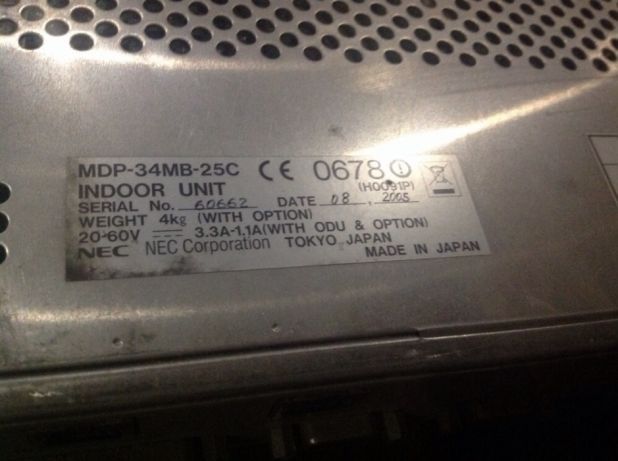 MDP-34MB-25C CE 0678
INDOOR UNIT (H0091P)
SERIAL No. 60662 DATE 08 , 2005
WEIGHT 4kg (WITH OPTION)
20-60V 3.3A-1.1A(WITH ODU & OPTION)
NEC NEC Corporation TOKYO JAPAN
MADE IN JAPAN